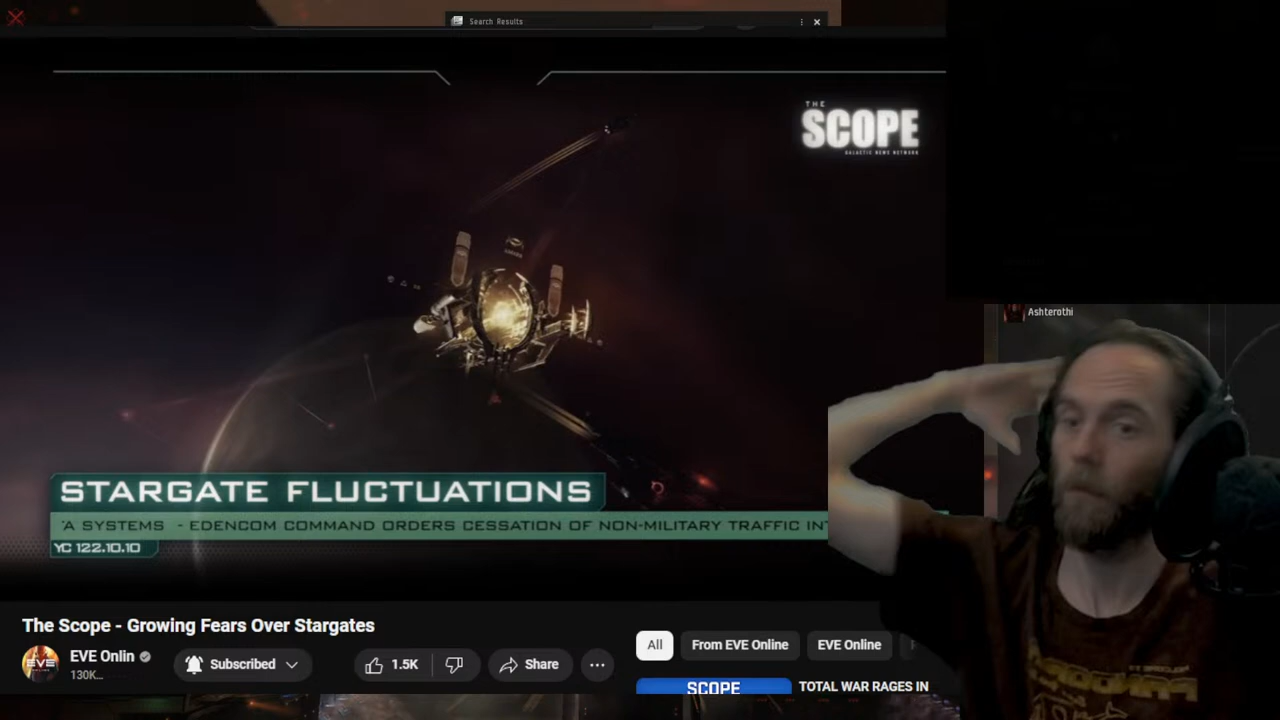 Search Results
THE
SCOPE
GALACTIC NEWS NETWORK
Ashterothi
STARGATE FLUCTUATIONS
'A SYSTEMS - EDENCOM COMMAND ORDERS CESSATION OF NON-MILITARY TRAFFIC INT
YC 122.10.10
The Scope - Growing Fears Over Stargates
EVE Onlin
130K...
Subscribed
1.5K
Share
All
From EVE Online
EVE Online
SCOPE
TOTAL WAR RAGES IN